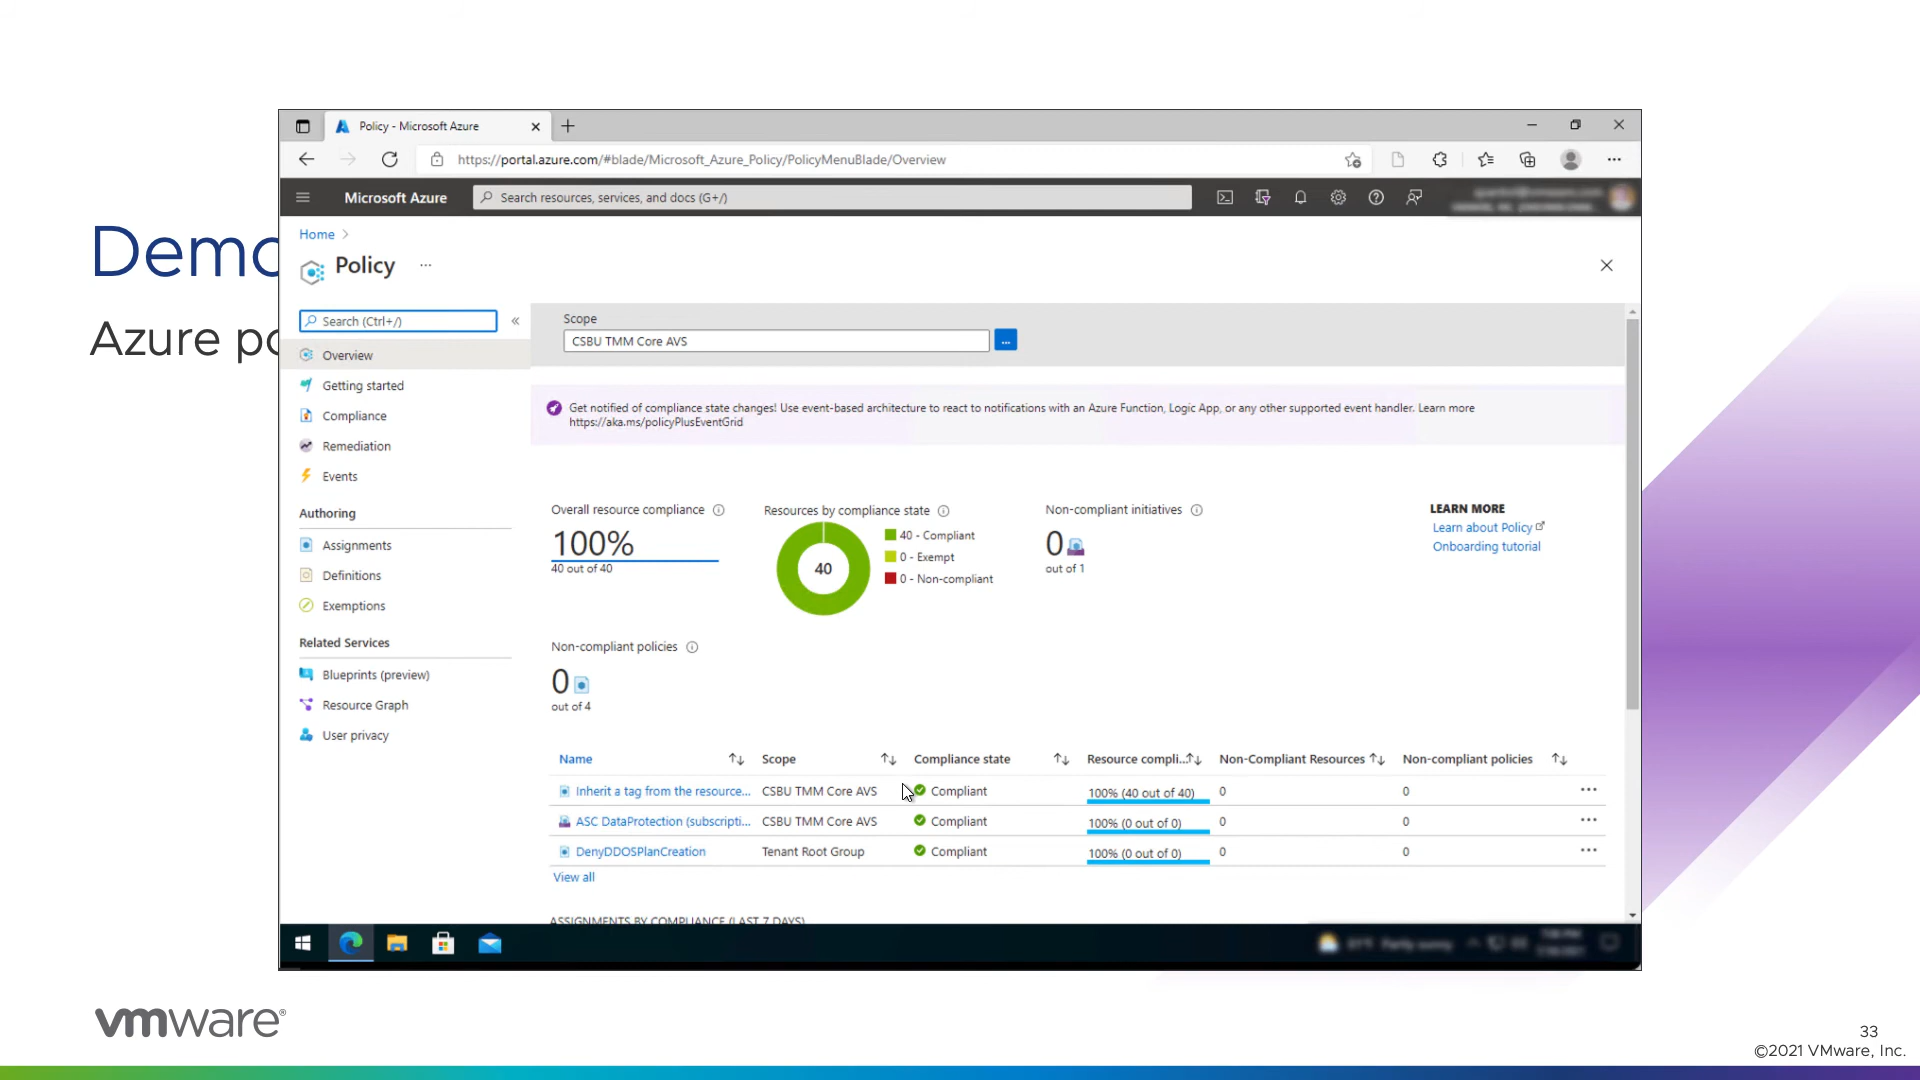 Demo
Azure po
Policy - Microsoft Azure
https://portal.azure.com/#blade/Microsoft_Azure_Policy/PolicyMenuBlade/Overview
Microsoft Azure
Search resources, services, and docs (G+/)
Home
Policy
Search (Ctrl+/)
Overview
Getting started
Compliance
Remediation
Events
Authoring
Assignments
Definitions
Exemptions
Related Services
Blueprints (preview)
Resource Graph
User privacy
Scope
CSBU TMM Core AVS
Get notified of compliance state changes! Use event-based architecture to react to notifications with an Azure Function, Logic App, or any other supported event handler. Learn more
https://aka.ms/policyPlusEventGrid
Overall resource compliance
100%
40 out of 40
Resources by compliance state
40
40 - Compliant
0 - Exempt
0 - Non-compliant
Non-compliant initiatives
0
out of 1
LEARN MORE
Learn about Policy
Onboarding tutorial
Non-compliant policies
0
out of 4
Name Scope Compliance state Resource compli... Non-Compliant Resources Non-compliant policies
Inherit a tag from the resource... CSBU TMM Core AVS Compliant 100% (40 out of 40) 0 0
ASC DataProtection (subscripti... CSBU TMM Core AVS Compliant 100% (0 out of 0) 0 0
DenyDDOSPlanCreation Tenant Root Group Compliant 100% (0 out of 0) 0 0
View all
ASSIGNMENTS BY COMPLIANCE (LAST 7 DAYS)
vmware®
33
©2021 VMware, Inc.